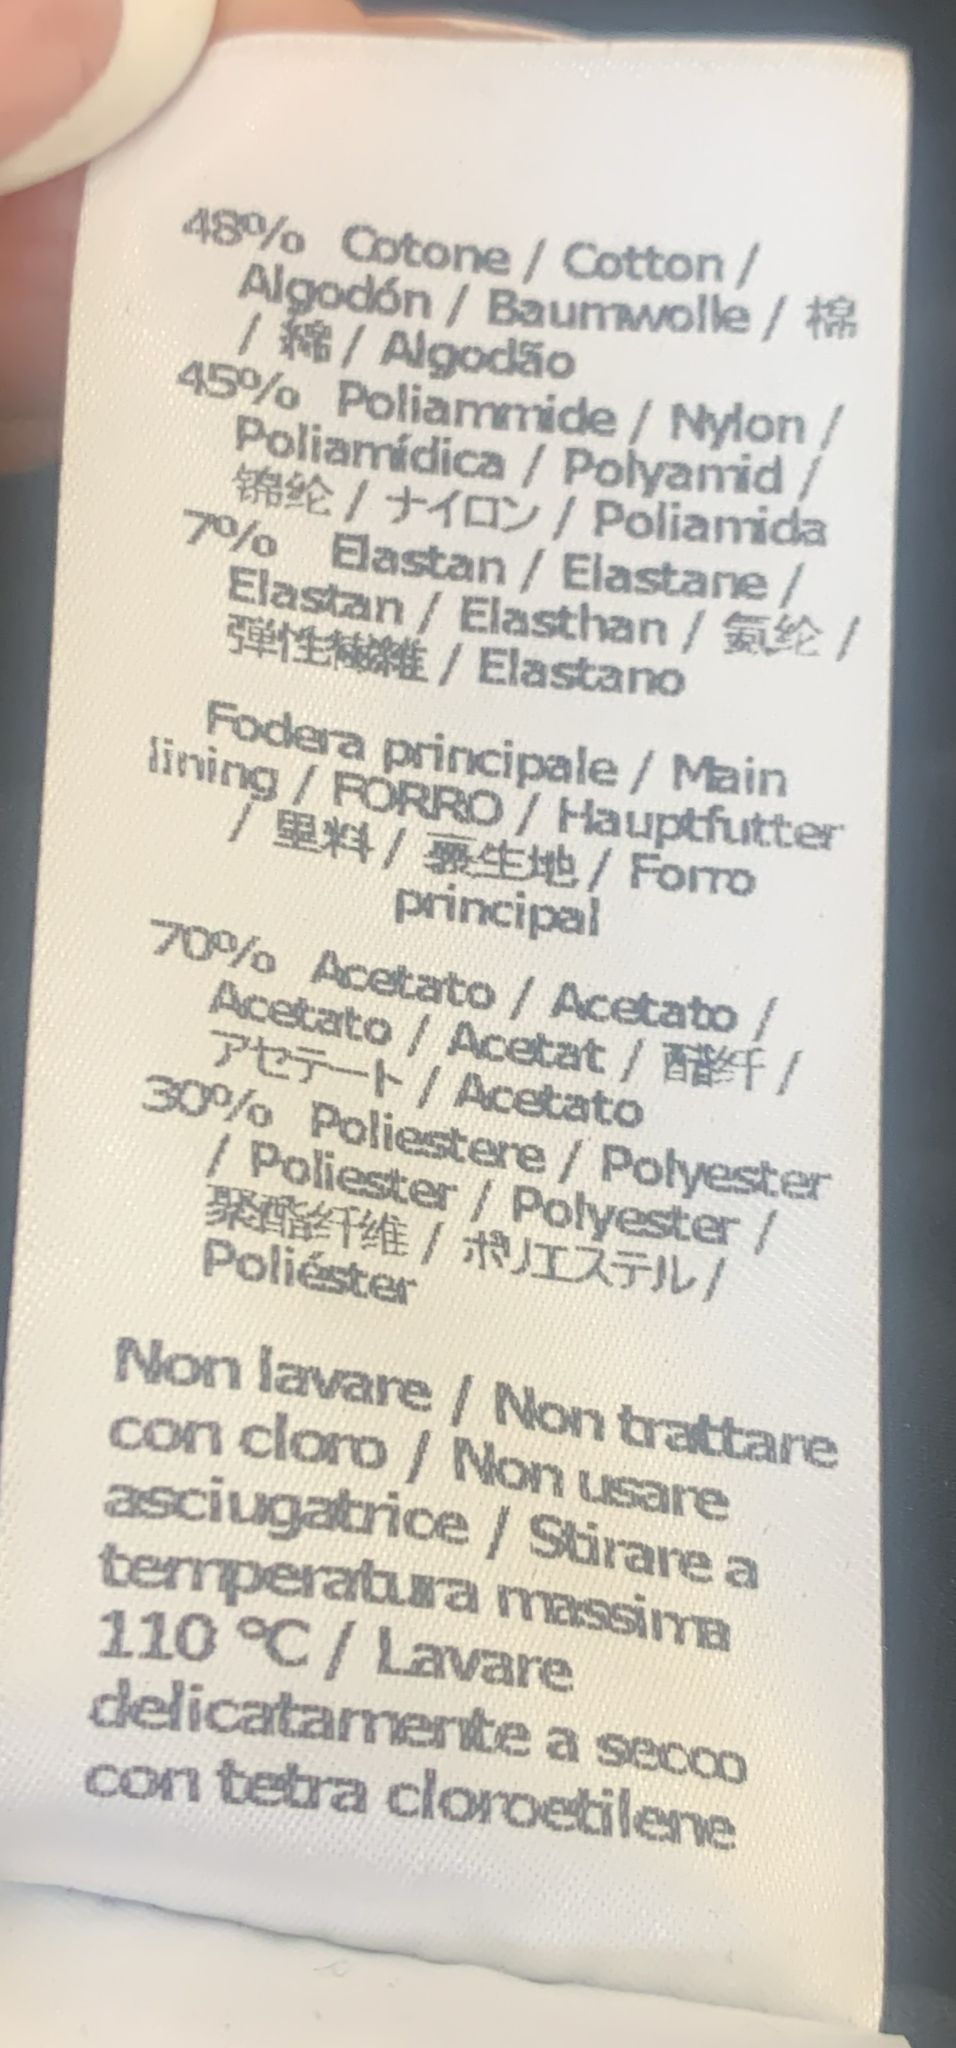 48% Cotone / Cotton /
Algodón / Baumwolle / 棉
/ 綿 / Algodão
45% Poliammide / Nylon /
Poliamídica / Polyamid /
锦纶 / ナイロン / Poliamida
7% Elastan / Elastane /
Elastan / Elasthan / 氨纶 /
弾性繊維 / Elastano
Fodera principale / Main
lining / FORRO / Hauptfutter
/ 里料 / 裏生地 / Forro
principal
70% Acetato / Acetato /
Acetato / Acetat / 醋纤 /
アセテート / Acetato
30% Poliestere / Polyester
/ Poliester / Polyester /
聚酯纤维 / ポリエステル /
Poliéster
Non lavare / Non trattare
con cloro / Non usare
asciugatrice / Stirare a
temperatura massima
110 °C / Lavare
delicatamente a secco
con tetra cloroetilene